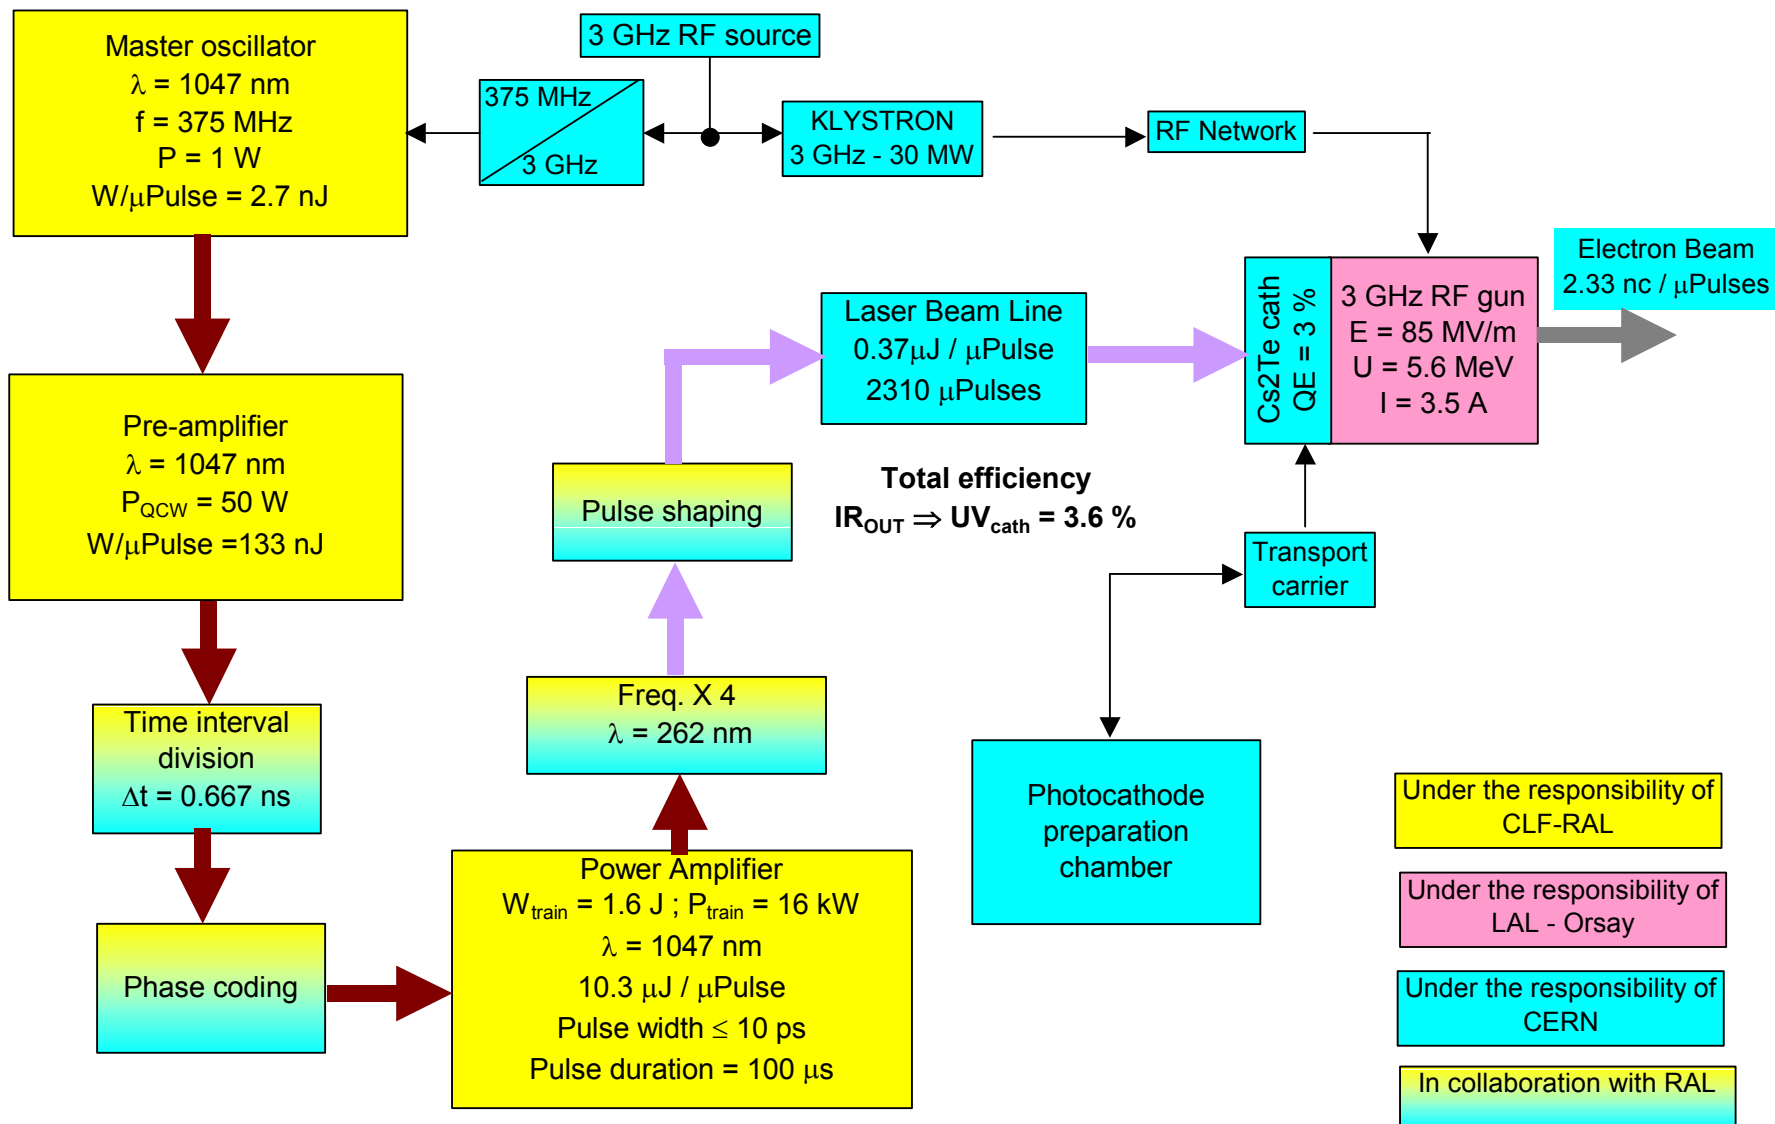 Master oscillator
λ = 1047 nm
f = 375 MHz
P = 1 W
W/μPulse = 2.7 nJ
3 GHz RF source
375 MHz
3 GHz
KLYSTRON
3 GHz - 30 MW
RF Network
Electron Beam
2.33 nc / μPulses
Cs2Te cath
QE = 3 %
3 GHz RF gun
E = 85 MV/m
U = 5.6 MeV
I = 3.5 A
Laser Beam Line
0.37μJ / μPulse
2310 μPulses
Pre-amplifier
λ = 1047 nm
P_QCW = 50 W
W/μPulse =133 nJ
Pulse shaping
Total efficiency
IR_OUT ⇒ UV_cath = 3.6 %
Transport
carrier
Time interval
division
Δt = 0.667 ns
Freq. X 4
λ = 262 nm
Photocathode
preparation
chamber
Phase coding
Power Amplifier
W_train = 1.6 J ; P_train = 16 kW
λ = 1047 nm
10.3 μJ / μPulse
Pulse width ≤ 10 ps
Pulse duration = 100 μs
Under the responsibility of
CLF-RAL
Under the responsibility of
LAL - Orsay
Under the responsibility of
CERN
In collaboration with RAL